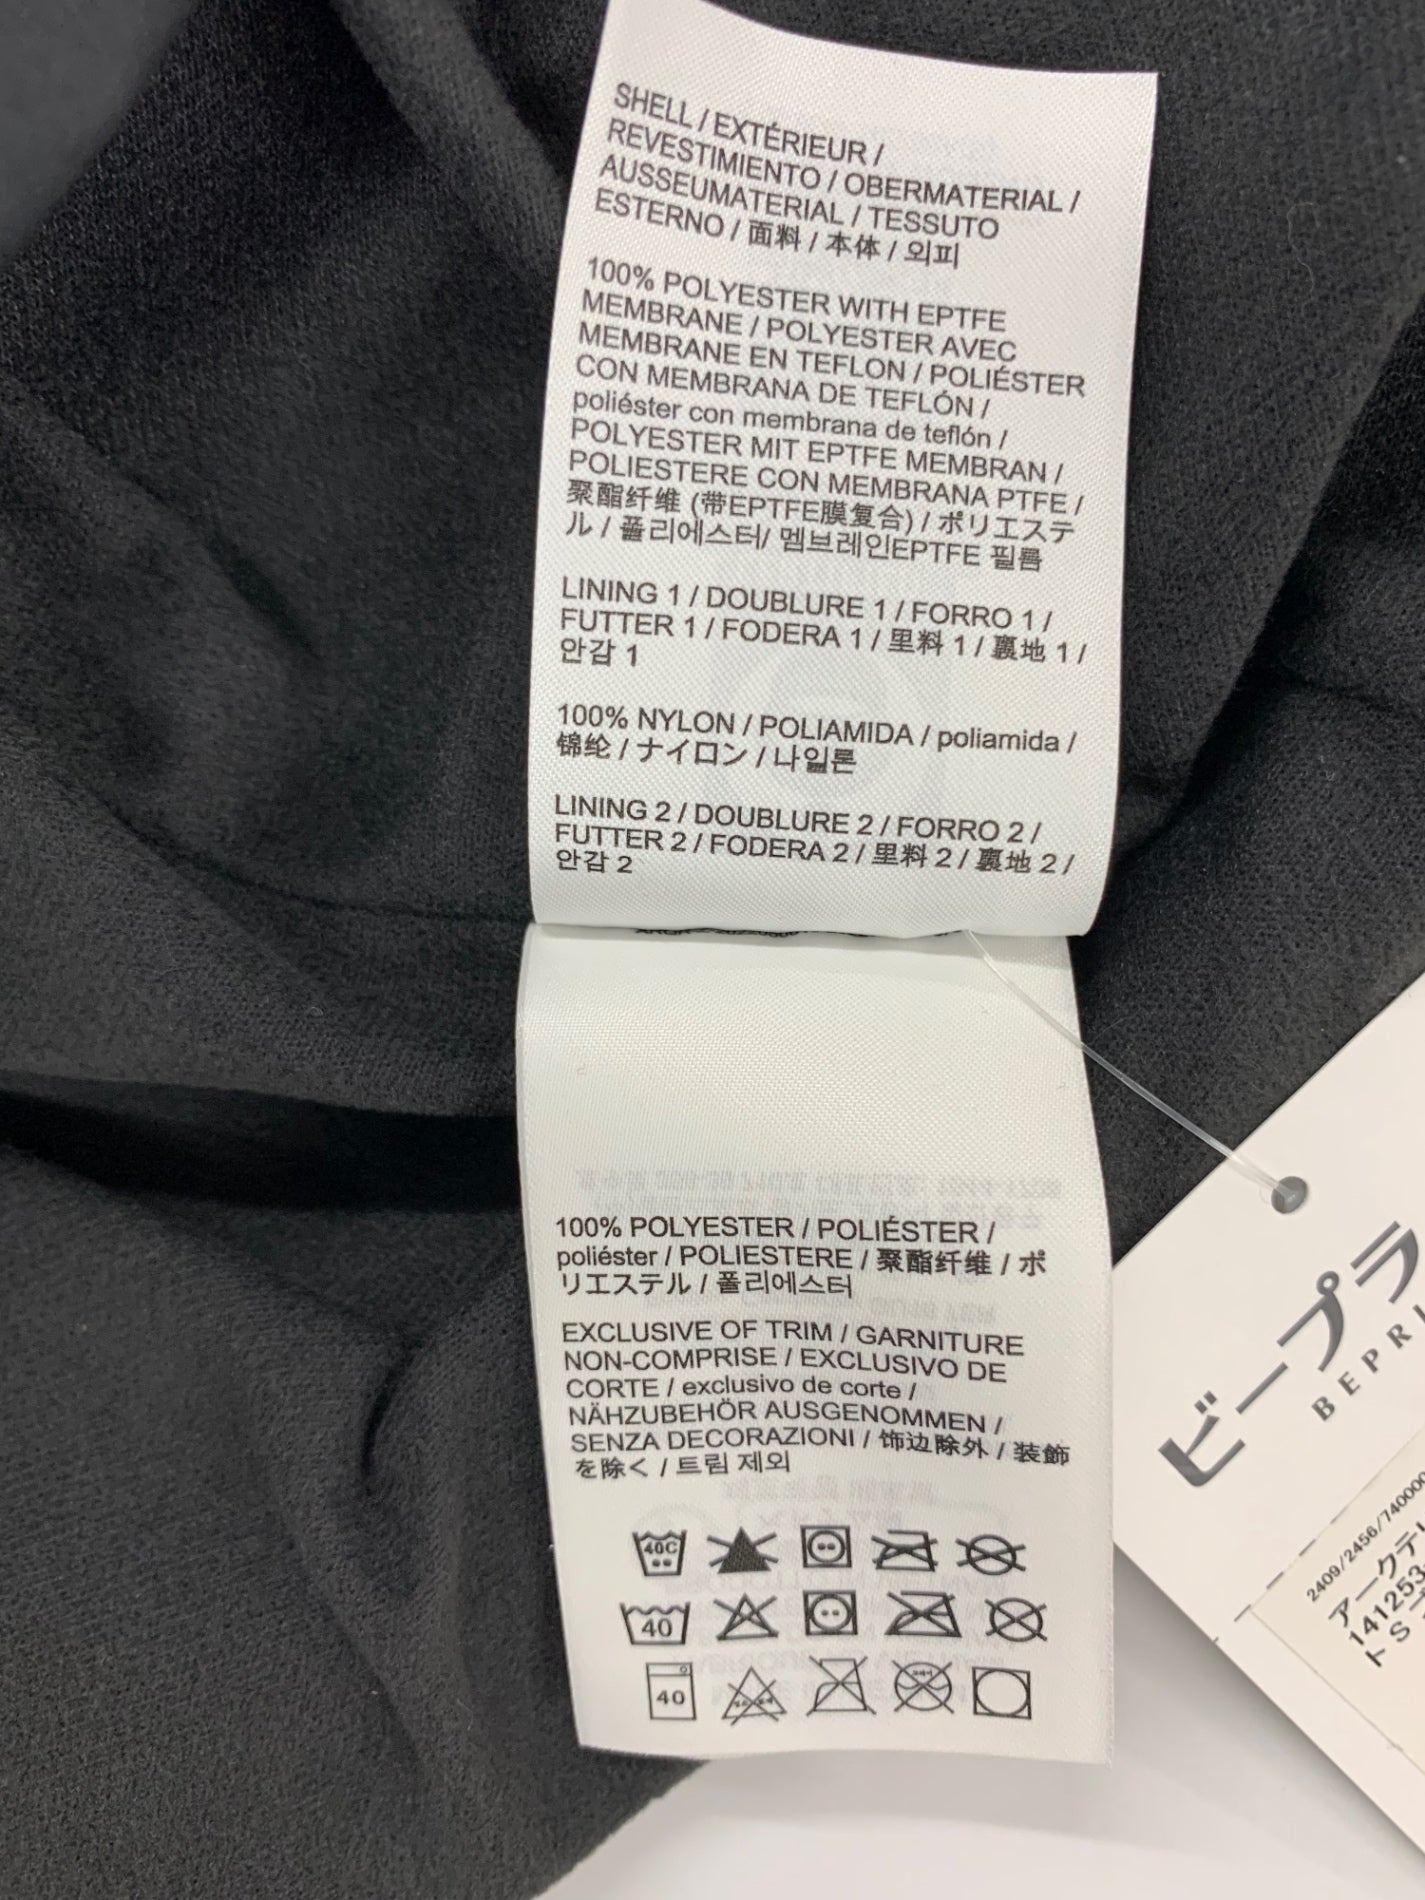 SHELL / EXTÉRIEUR /
REVESTIMIENTO / OBERMATERIAL /
AUSSEUMATERIAL / TESSUTO
ESTERNO / 面料 / 本体 / 외피
100% POLYESTER WITH EPTFE
MEMBRANE / POLYESTER AVEC
MEMBRANE EN TEFLON / POLIÉSTER
CON MEMBRANA DE TEFLÓN /
poliéster con membrana de teflón /
POLYESTER MIT EPTFE MEMBRAN /
POLIESTERE CON MEMBRANA PTFE /
聚酯纤维 (带EPTFE膜复合) / ポリエステ
ル / 폴리에스터/ 멤브레인EPTFE 필름
LINING 1 / DOUBLURE 1 / FORRO 1 /
FUTTER 1 / FODERA 1 / 里料 1 / 裏地 1 /
안감 1
100% NYLON / POLIAMIDA / poliamida /
锦纶 / ナイロン / 나일론
LINING 2 / DOUBLURE 2 / FORRO 2 /
FUTTER 2 / FODERA 2 / 里料 2 / 裏地 2 /
안감 2
100% POLYESTER / POLIÉSTER /
poliéster / POLIESTERE / 聚酯纤维 / ポ
リエステル / 폴리에스터
EXCLUSIVE OF TRIM / GARNITURE
NON-COMPRISE / EXCLUSIVO DE
CORTE / exclusivo de corte /
NÄHZUBEHÖR AUSGENOMMEN /
SENZA DECORAZIONI / 饰边除外 / 装飾
を除く / 트림 제외
40C
40
40
ビープラ
BEPR
2409/2456/740000
アークテ
141253
ト S